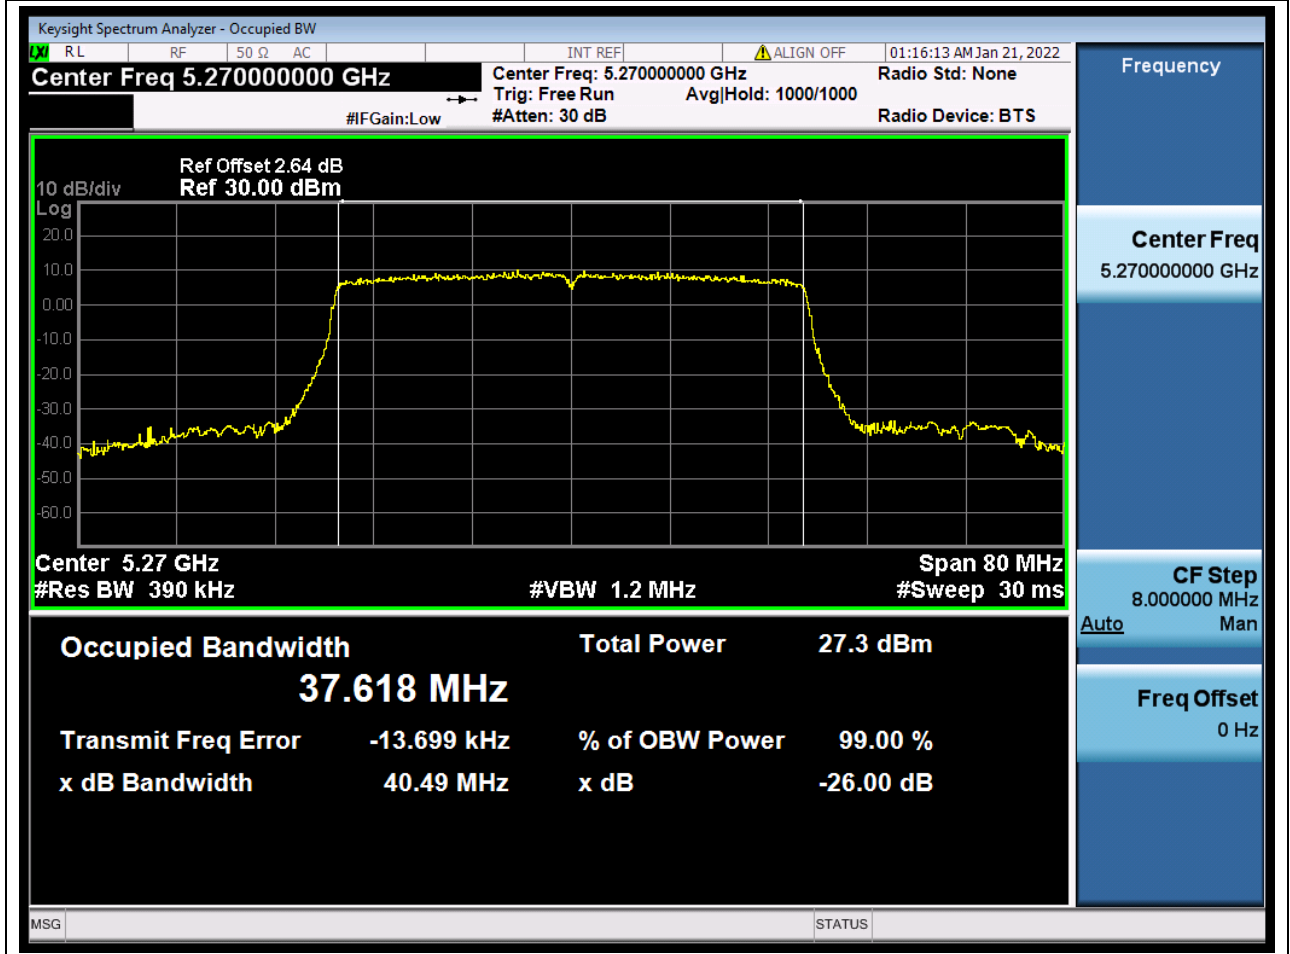 Keysight Spectrum Analyzer - Occupied BW
LXI RL RF 50 Ω AC INT REF ALIGN OFF 01:16:13 AM Jan 21, 2022
Center Freq 5.270000000 GHz
Center Freq: 5.270000000 GHz
Radio Std: None
Trig: Free Run
Avg|Hold: 1000/1000
#IFGain:Low
#Atten: 30 dB
Radio Device: BTS
Ref Offset 2.64 dB
10 dB/div
Ref 30.00 dBm
Log
20.0
10.0
0.00
-10.0
-20.0
-30.0
-40.0
-50.0
-60.0
Center 5.27 GHz
Span 80 MHz
#Res BW 390 kHz
#VBW 1.2 MHz
#Sweep 30 ms
Occupied Bandwidth
37.618 MHz
Total Power 27.3 dBm
Transmit Freq Error -13.699 kHz
% of OBW Power 99.00 %
x dB Bandwidth 40.49 MHz
x dB -26.00 dB
Frequency
Center Freq
5.270000000 GHz
CF Step
8.000000 MHz
Auto Man
Freq Offset
0 Hz
MSG
STATUS